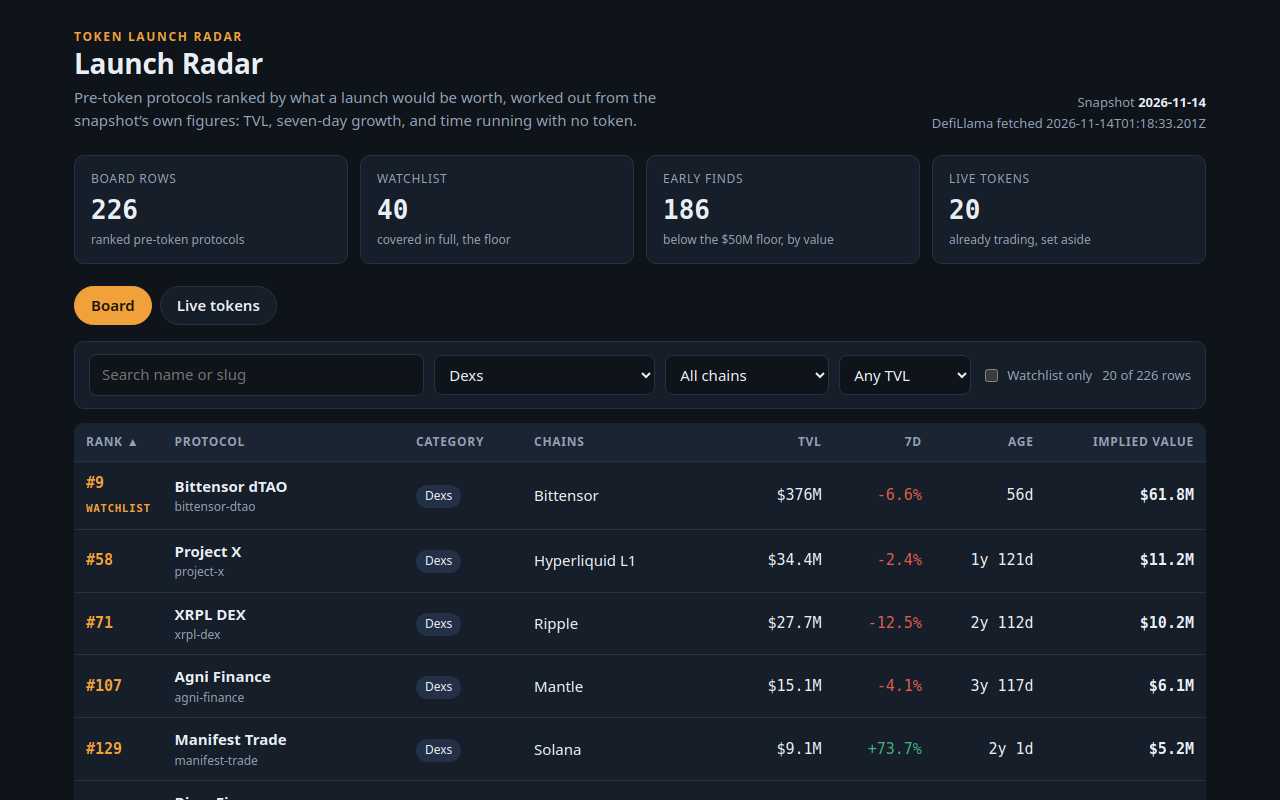 TOKEN LAUNCH RADAR
Launch Radar
Pre-token protocols ranked by what a launch would be worth, worked out from the
snapshot's own figures: TVL, seven-day growth, and time running with no token.
Snapshot 2026-11-14
DefiLlama fetched 2026-11-14T01:18:33.201Z
BOARD ROWS
226
ranked pre-token protocols
WATCHLIST
40
covered in full, the floor
EARLY FINDS
186
below the $50M floor, by value
LIVE TOKENS
20
already trading, set aside
Board
Live tokens
Search name or slug
Dexs
All chains
Any TVL
Watchlist only
20 of 226 rows
RANK ▲ PROTOCOL CATEGORY CHAINS TVL 7D AGE IMPLIED VALUE
#9 WATCHLIST Bittensor dTAO bittensor-dtao Dexs Bittensor $376M -6.6% 56d $61.8M
#58 Project X project-x Dexs Hyperliquid L1 $34.4M -2.4% 1y 121d $11.2M
#71 XRPL DEX xrpl-dex Dexs Ripple $27.7M -12.5% 2y 112d $10.2M
#107 Agni Finance agni-finance Dexs Mantle $15.1M -4.1% 3y 117d $6.1M
#129 Manifest Trade manifest-trade Dexs Solana $9.1M +73.7% 2y 1d $5.2M